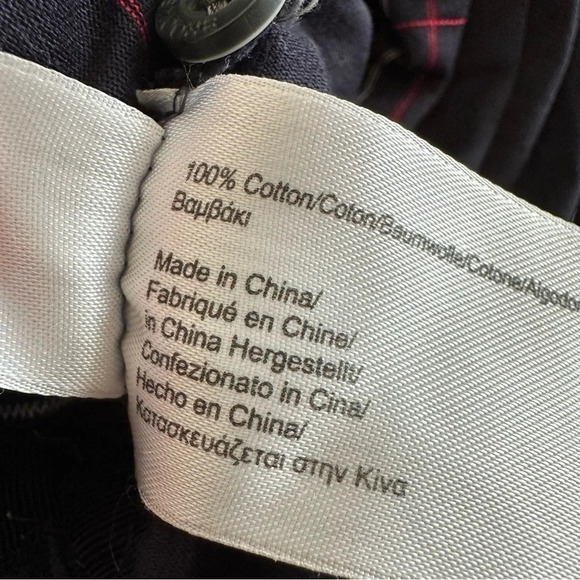 100% Cotton/Coton/Baumwolle/Cotone/Algodó
Βαμβάκι
Made in China/
Fabriqué en Chine/
in China Hergestellt/
Confezionato in Cina/
Hecho en China/
Κατασκευάζεται στην Κίνα